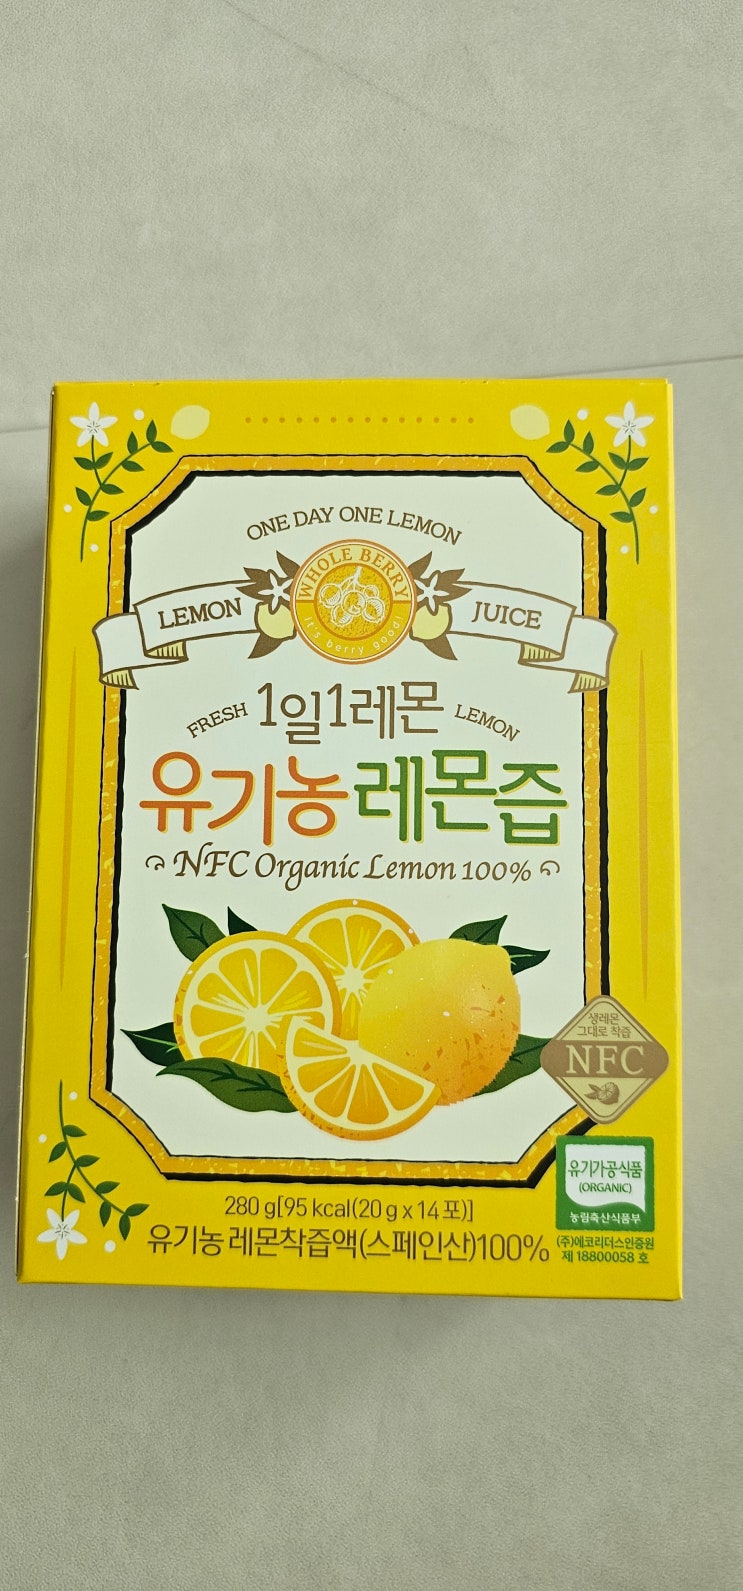 ONE DAY ONE LEMON
WHOLE BERRY
it's berry good!
LEMON JUICE
FRESH 1일1레몬 LEMON
유기농레몬즙
NFC Organic Lemon 100%
생레몬
그대로 착즙
NFC
유기가공식품
(ORGANIC)
농림축산식품부
(주)에코리더스인증원
제 18800058 호
280 g[95 kcal(20 g x 14 포)]
유기농 레몬착즙액(스페인산)100%